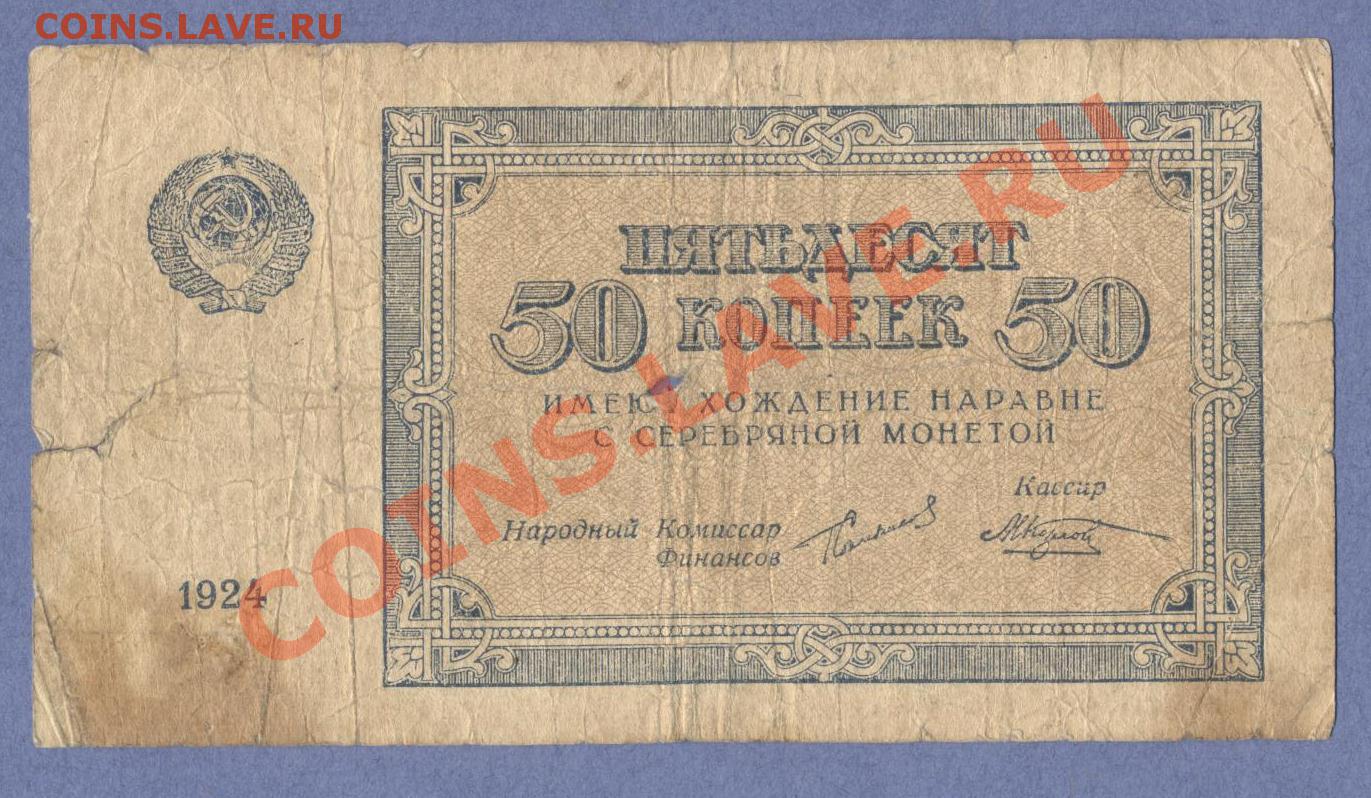 COINS.LAVE.RU
ПЯТЬДЕСЯТ
50 КОПЕЕК 50
ИМЕЮТ ХОЖДЕНИЕ НАРАВНЕ
С СЕРЕБРЯНОЙ МОНЕТОЙ
Кассир
Народный Комиссар
Финансов
1924
COINS.LAVE.RU